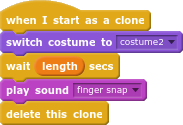 when I start as a clone
switch costume to costume2
wait length secs
play sound finger snap
delete this clone